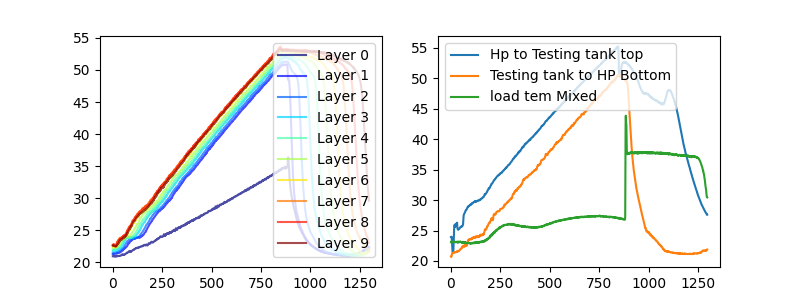 55
50
45
40
35
30
25
20
0
250
500
750
1000
1250
Layer 0
Layer 1
Layer 2
Layer 3
Layer 4
Layer 5
Layer 6
Layer 7
Layer 8
Layer 9
55
50
45
40
35
30
25
20
0
250
500
750
1000
1250
Hp to Testing tank top
Testing tank to HP Bottom
load tem Mixed